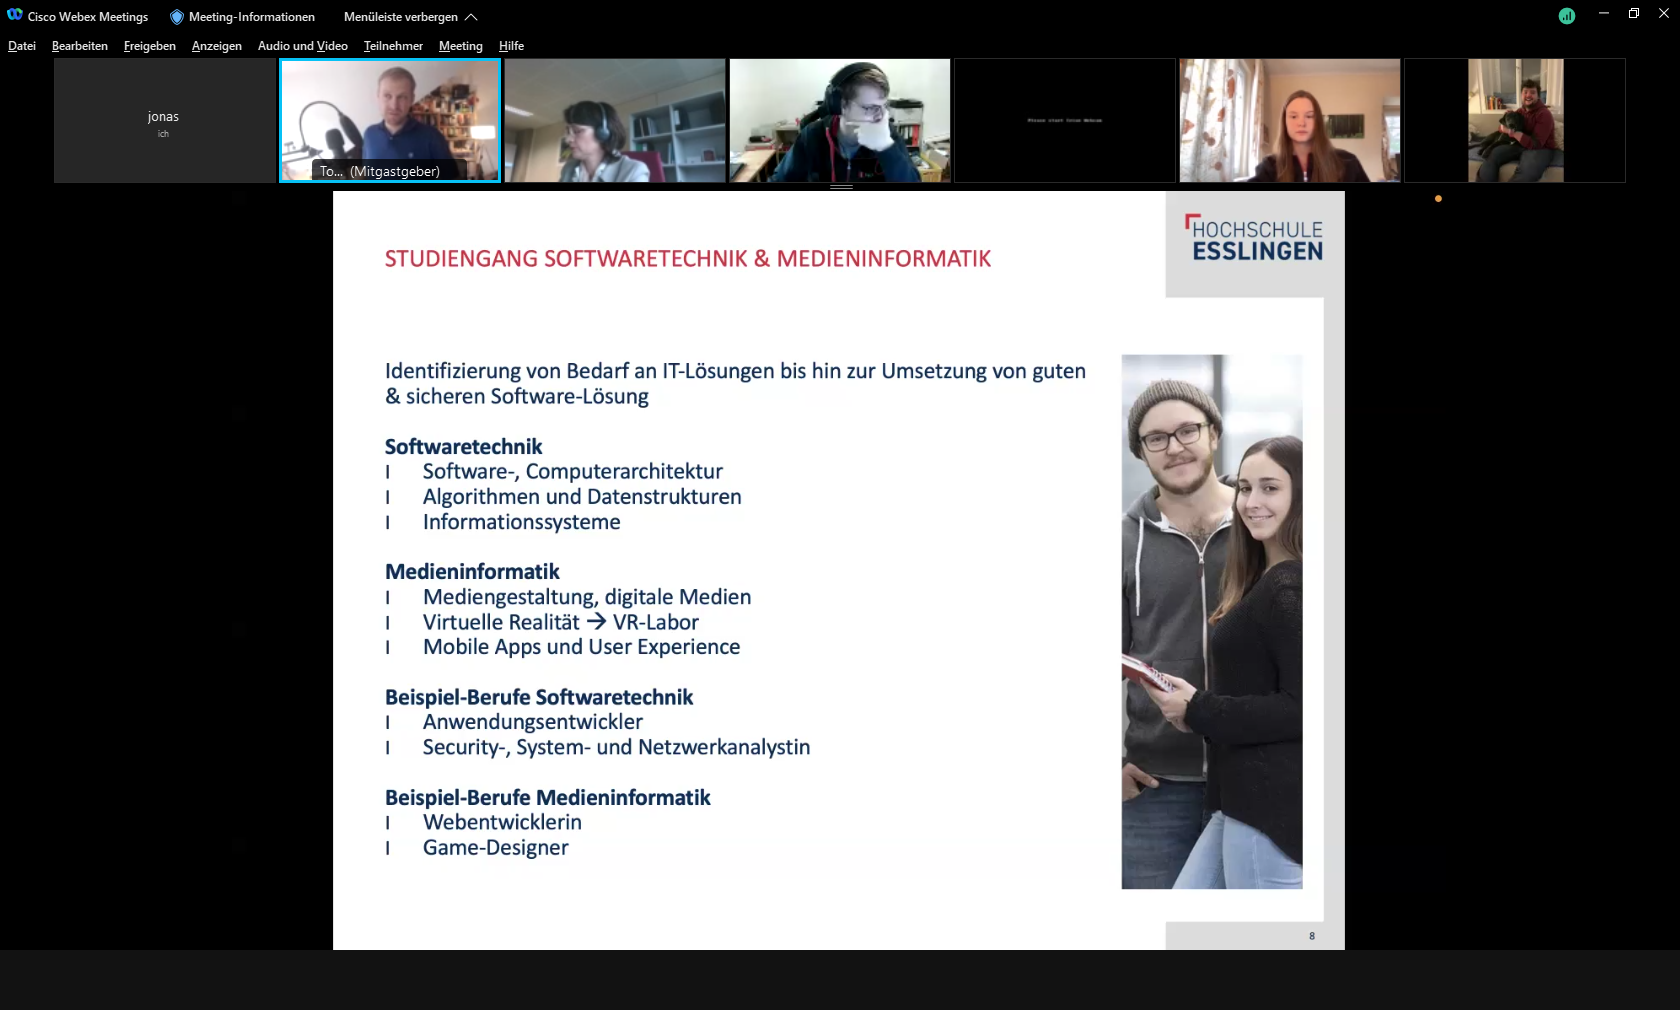 Cisco Webex Meetings
Meeting-Informationen
Menüleiste verbergen
Datei Bearbeiten Freigeben Anzeigen Audio und Video Teilnehmer Meeting Hilfe
jonas
ich
To... (Mitgastgeber)
HOCHSCHULE
ESSLINGEN
STUDIENGANG SOFTWARETECHNIK & MEDIENINFORMATIK
Identifizierung von Bedarf an IT-Lösungen bis hin zur Umsetzung von guten
& sicheren Software-Lösung
Softwaretechnik
I Software-, Computerarchitektur
I Algorithmen und Datenstrukturen
I Informationssysteme
Medieninformatik
I Mediengestaltung, digitale Medien
I Virtuelle Realität → VR-Labor
I Mobile Apps und User Experience
Beispiel-Berufe Softwaretechnik
I Anwendungsentwickler
I Security-, System- und Netzwerkanalystin
Beispiel-Berufe Medieninformatik
I Webentwicklerin
I Game-Designer
8